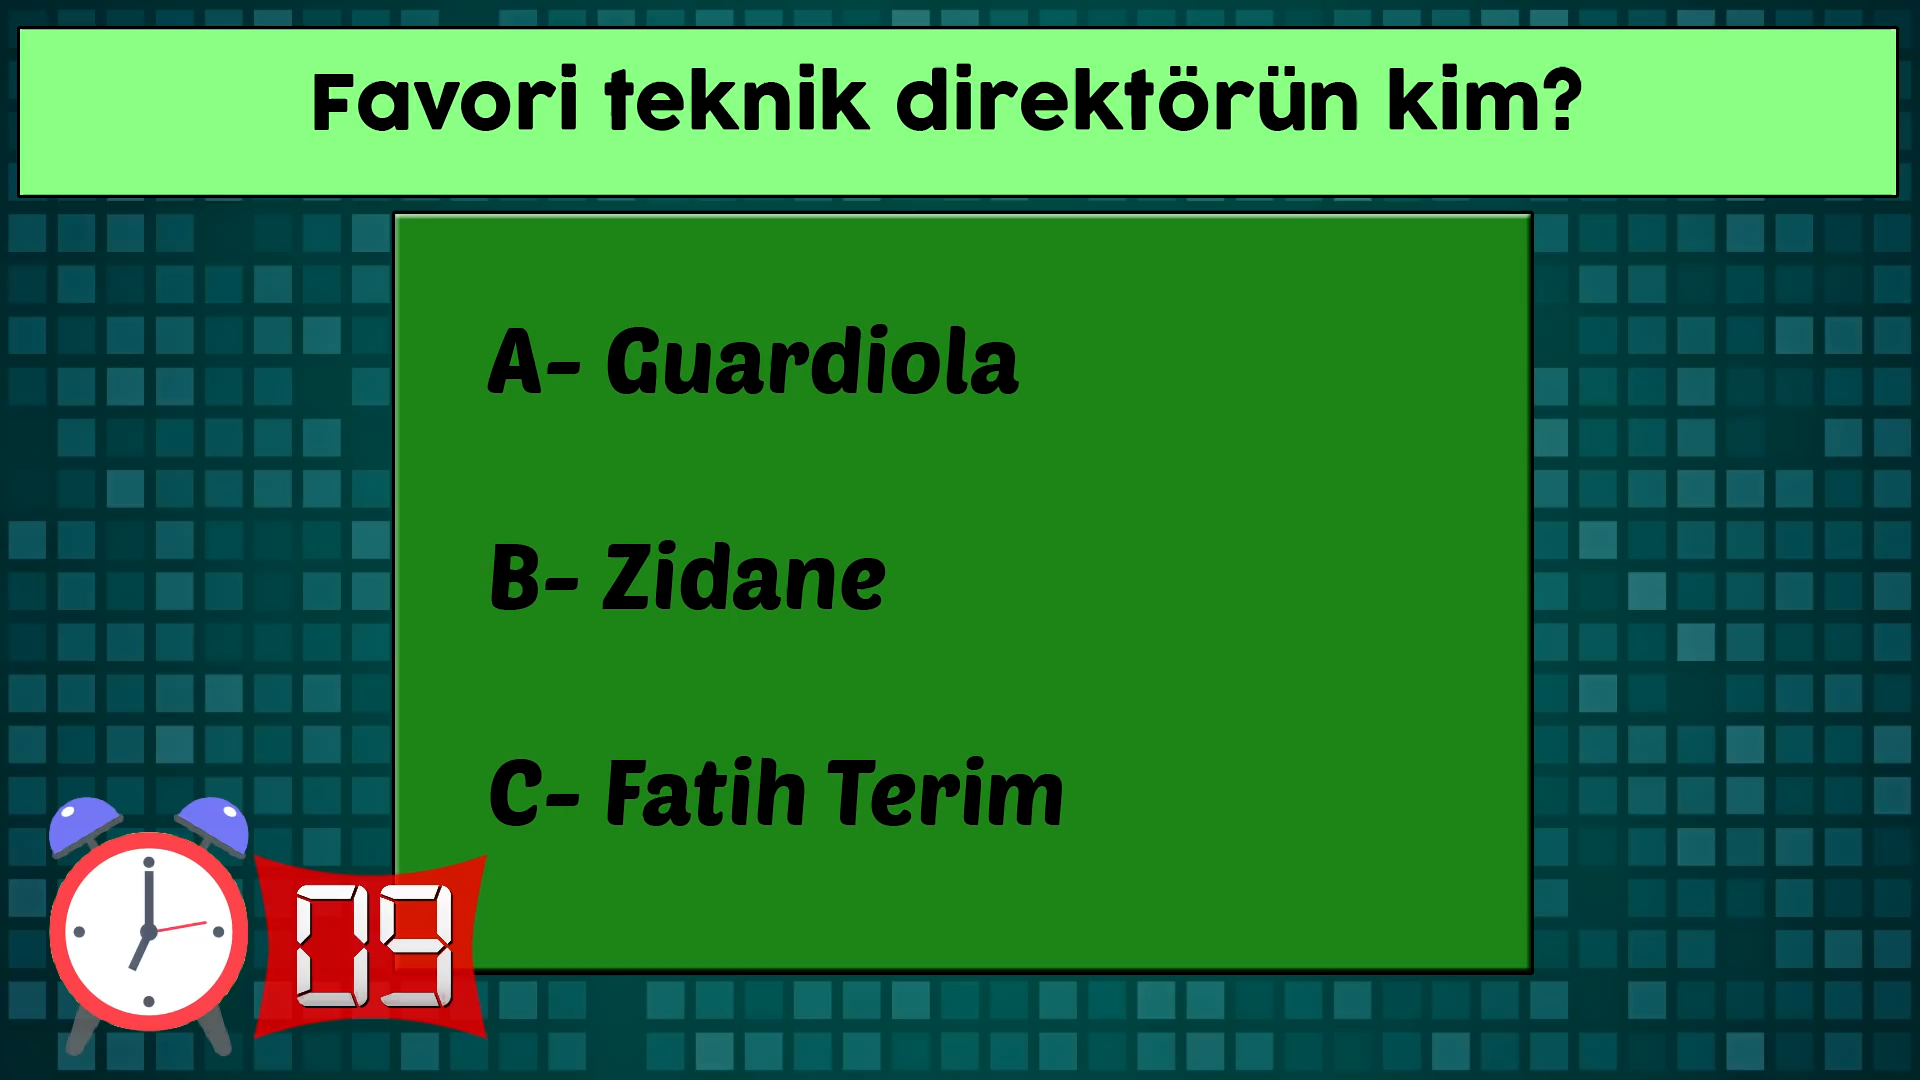 Favori teknik direktörün kim?
A- Guardiola
B- Zidane
C- Fatih Terim
09